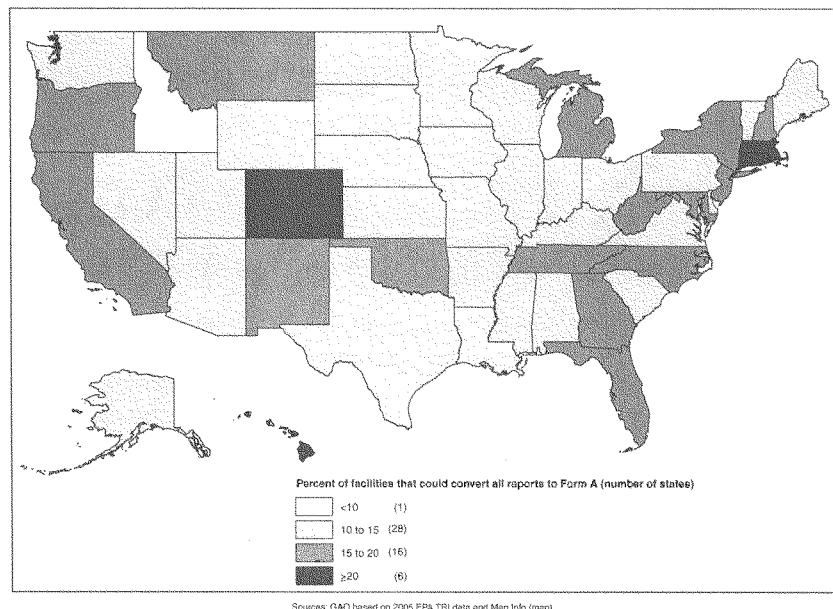 Percent of facilities that could convert all reports to Form A (number of states)
<10 (1)
10 to 15 (28)
15 to 20 (16)
≥20 (6)
Sources: GAO based on 2005 EPA TRI data and Map Info (map)